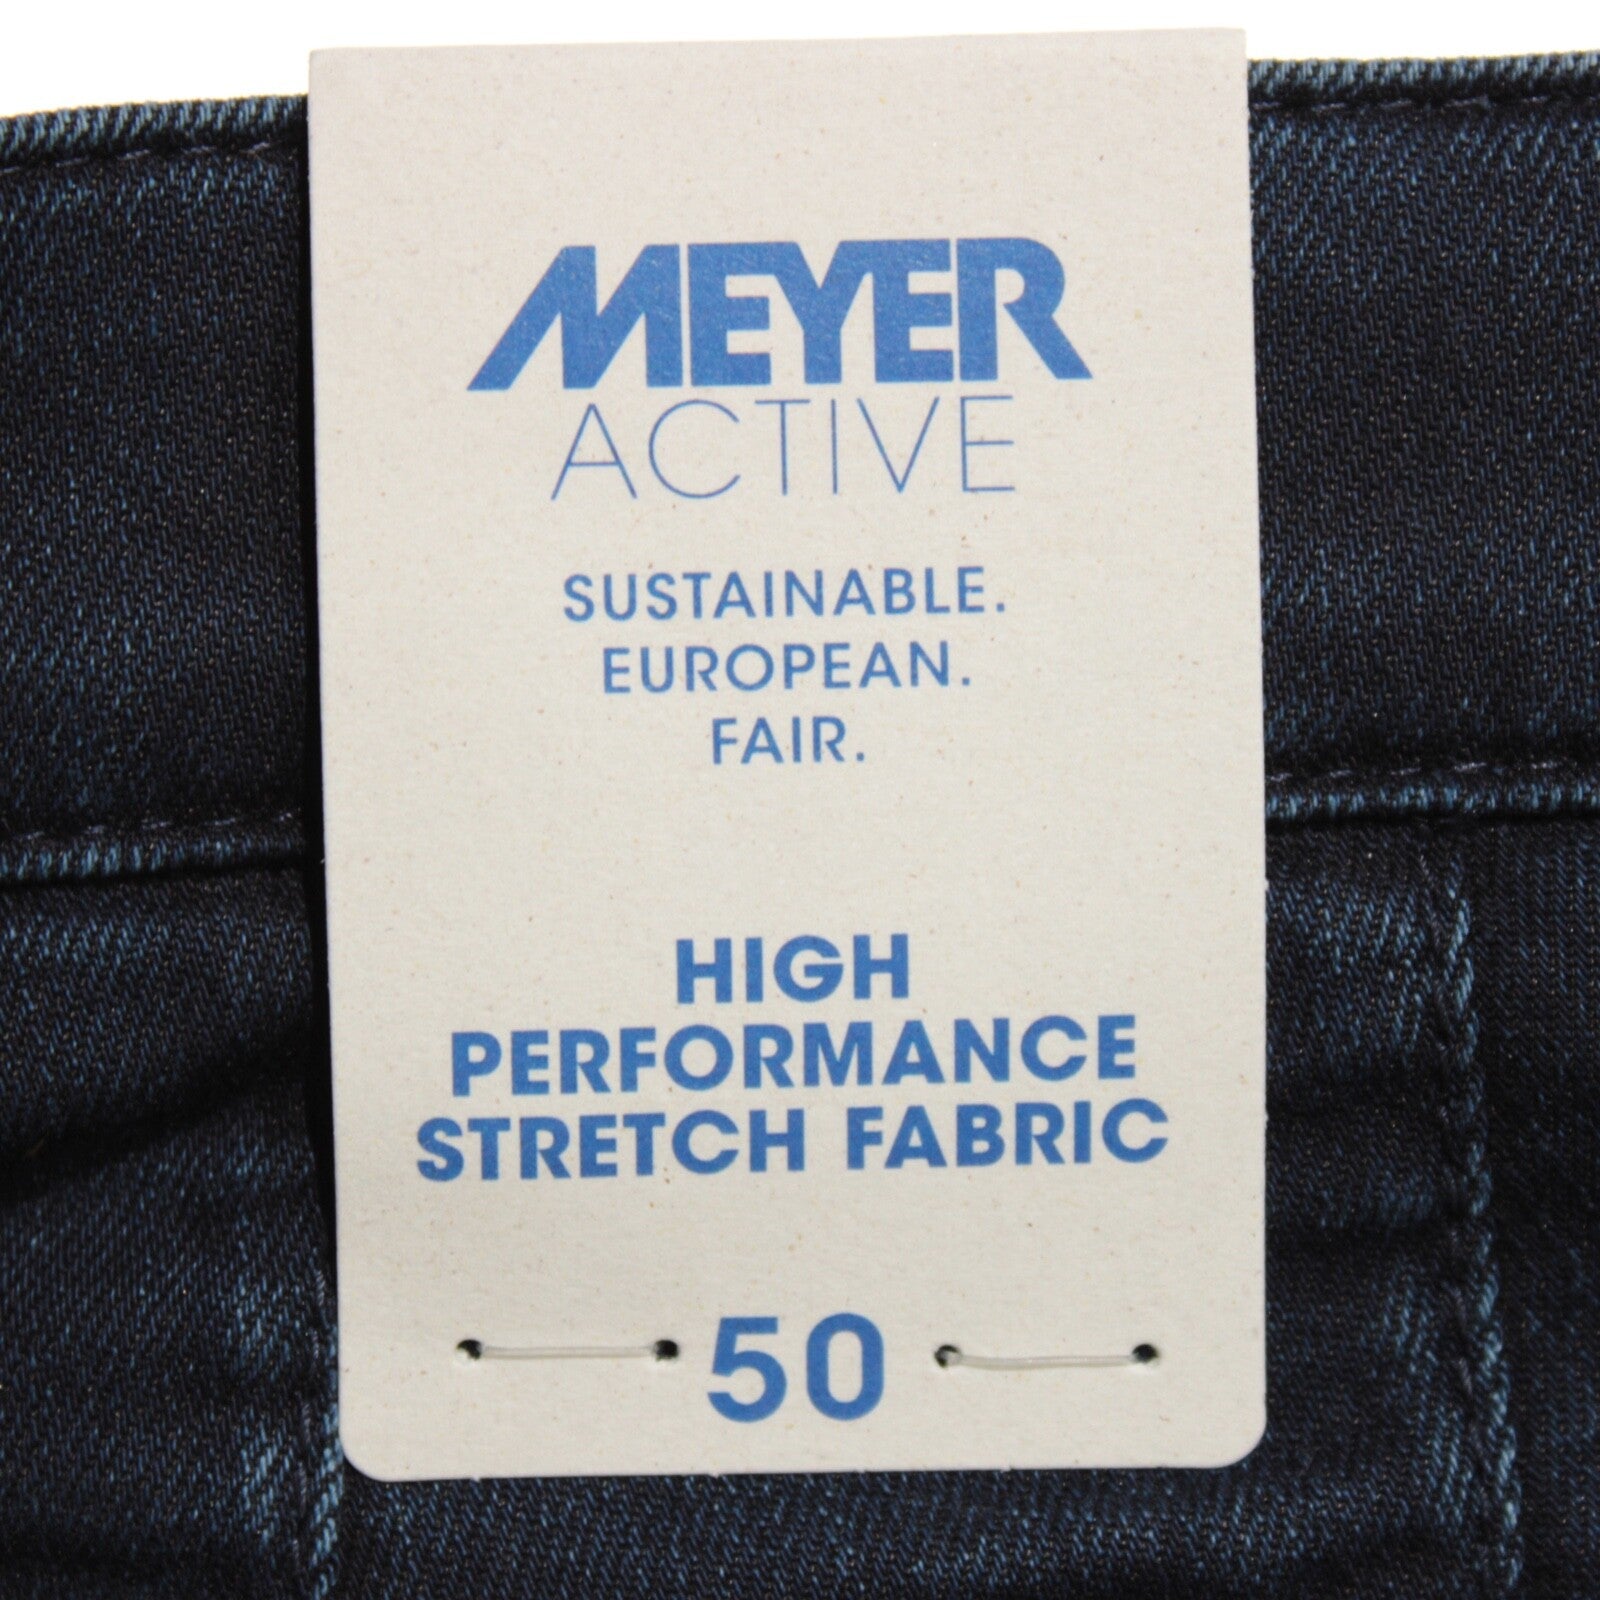 MEYER
ACTIVE
SUSTAINABLE.
EUROPEAN.
FAIR.
HIGH
PERFORMANCE
STRETCH FABRIC
50